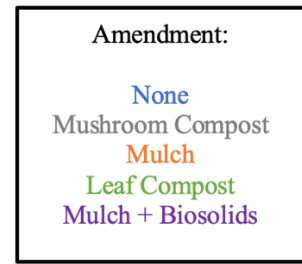 Amendment:
None
Mushroom Compost
Mulch
Leaf Compost
Mulch + Biosolids